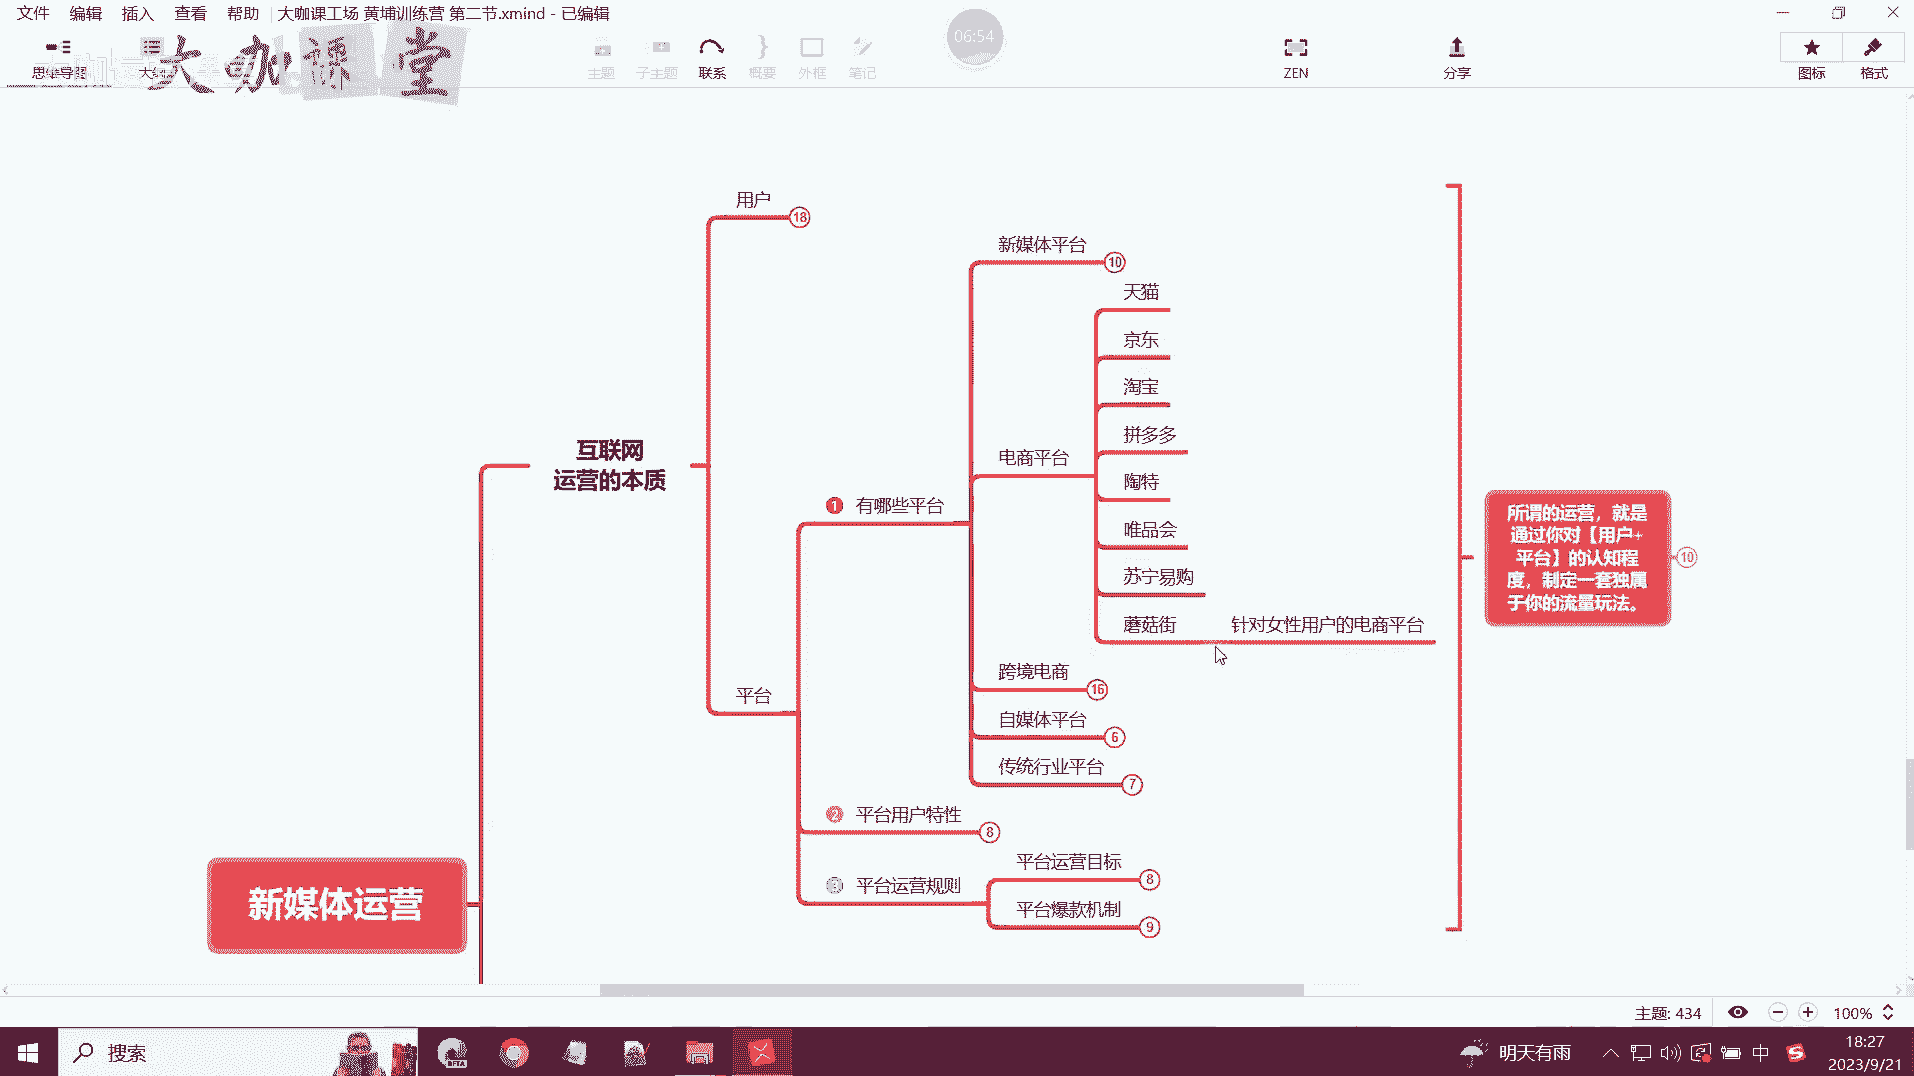 文件 编辑 插入 查看 帮助 大咖课工场 黄埔训练营 第二节.xmind - 已编辑
大咖课堂
06:54
思维导图
主题 子主题 联系 概要 外框 笔记
ZEN 分享 图标 格式
用户 18
新媒体平台 10
天猫
京东
淘宝
拼多多
电商平台
陶特
唯品会
苏宁易购
蘑菇街 针对女性用户的电商平台
互联网
运营的本质
1 有哪些平台
平台
跨境电商 16
自媒体平台 6
传统行业平台 7
2 平台用户特性 8
3 平台运营规则
平台运营目标 8
平台爆款机制 9
所谓的运营，就是
通过你对【用户+
平台】的认知程
度，制定一套独属
于你的流量玩法。
10
新媒体运营
主题: 434 100%
搜索
BETA
明天有雨 中
18:27
2023/9/21